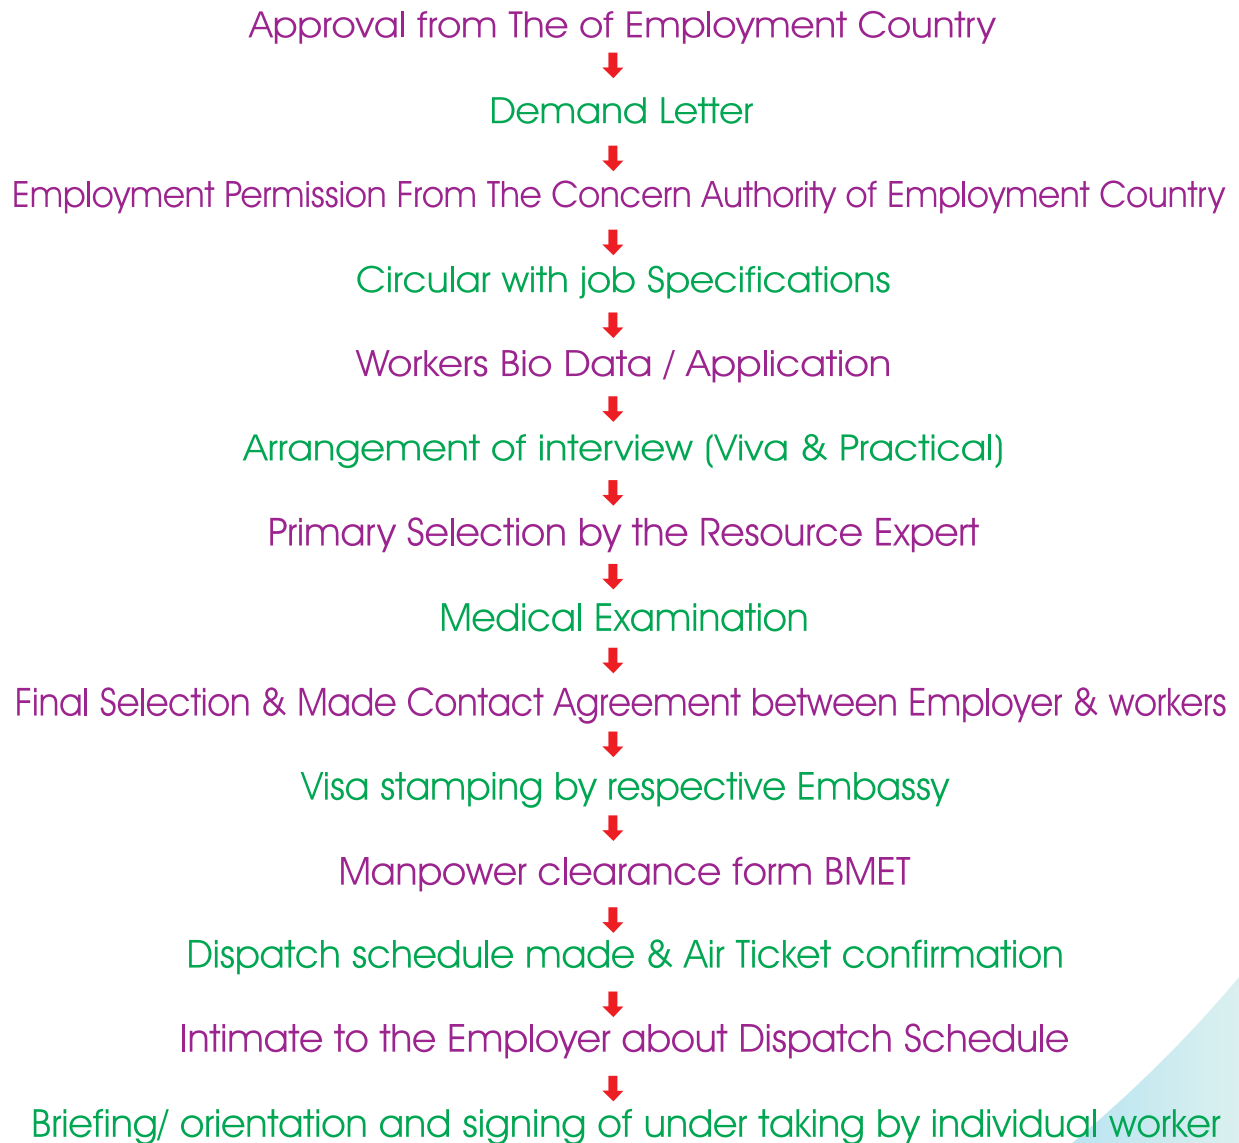 Approval from The of Employment Country
Demand Letter
Employment Permission From The Concern Authority of Employment Country
Circular with job Specifications
Workers Bio Data / Application
Arrangement of interview (Viva & Practical)
Primary Selection by the Resource Expert
Medical Examination
Final Selection & Made Contact Agreement between Employer & workers
Visa stamping by respective Embassy
Manpower clearance form BMET
Dispatch schedule made & Air Ticket confirmation
Intimate to the Employer about Dispatch Schedule
Briefing/ orientation and signing of under taking by individual worker